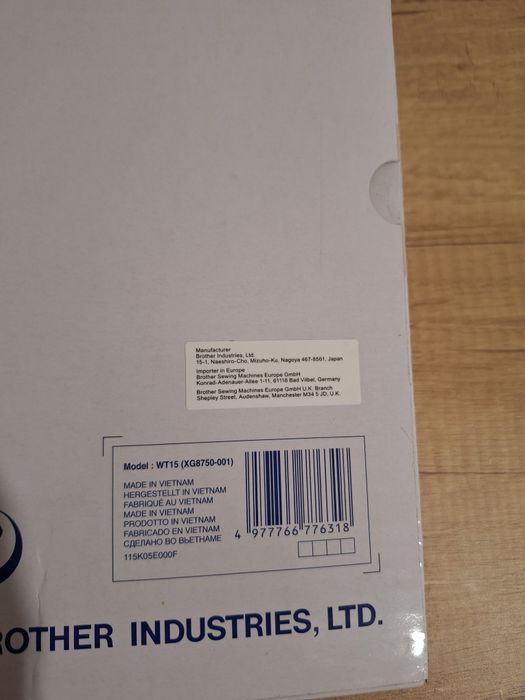 Manufacturer
Brother Industries, Ltd.
15-1, Naeshiro-Cho, Mizuho-Ku, Nagoya 467-8561, Japan
Importer in Europe
Brother Sewing Machines Europe GmbH
Konrad-Adenauer-Allee 1-11, 61118 Bad Vilbel, Germany
Brother Sewing Machines Europe GmbH U.K. Branch
Shepley Street, Audenshaw, Manchester M34 5 JD, U.K.
Model : WT15 (XG8750-001)
MADE IN VIETNAM
HERGESTELLT IN VIETNAM
FABRIQUÉ AU VIETNAM
MADE IN VIETNAM
PRODOTTO IN VIETNAM
FABRICADO EN VIETNAM
СДЕЛАНО ВО ВЬЕТНАМЕ
115K05E000F
4 977766 776318
ROTHER INDUSTRIES, LTD.